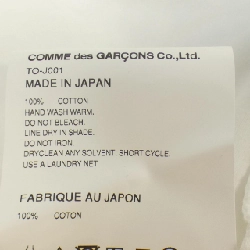 COMME des GARÇONS Co.,Ltd.
TO-J001
MADE IN JAPAN
100% COTTON
HAND WASH WARM.
DO NOT BLEACH.
LINE DRY IN SHADE.
DO NOT IRON.
DRYCLEAN ANY SOLVENT, SHORT CYCLE.
USE A LAUNDRY NET.
FABRIQUE AU JAPON
100% COTON